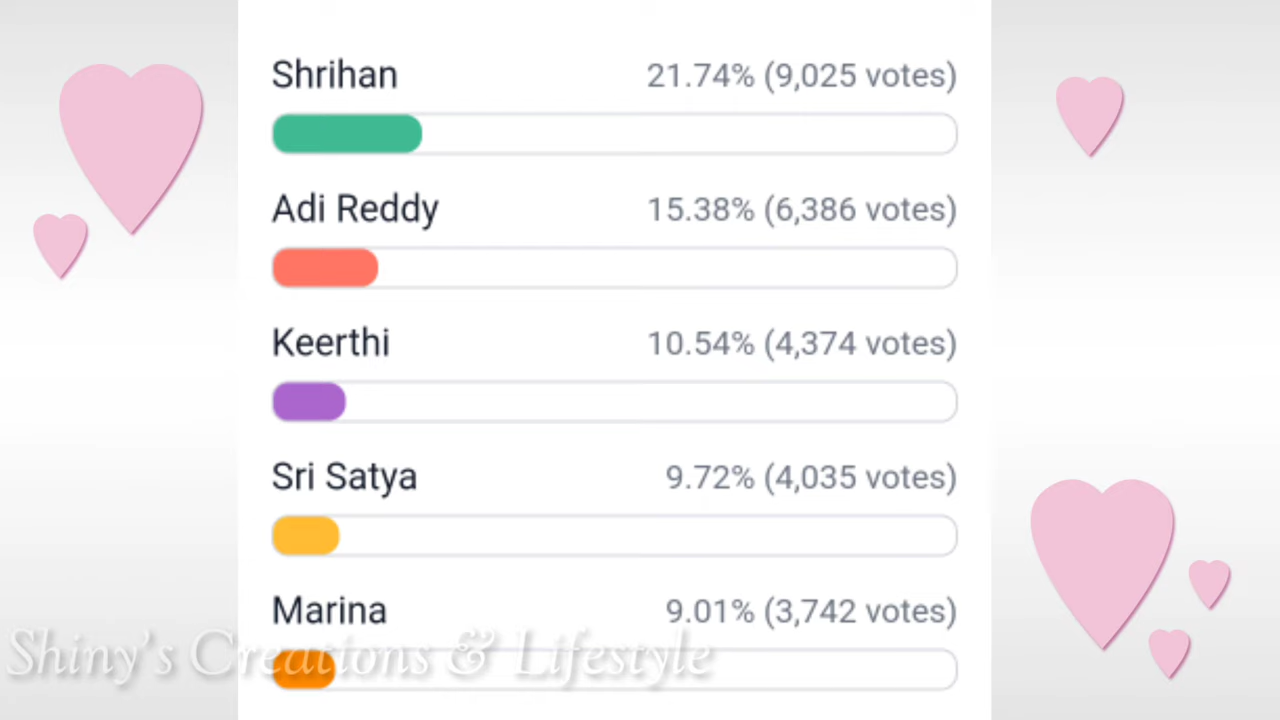 Shrihan 21.74% (9,025 votes)
Adi Reddy 15.38% (6,386 votes)
Keerthi 10.54% (4,374 votes)
Sri Satya 9.72% (4,035 votes)
Marina 9.01% (3,742 votes)
Shiny's Creations & Lifestyle